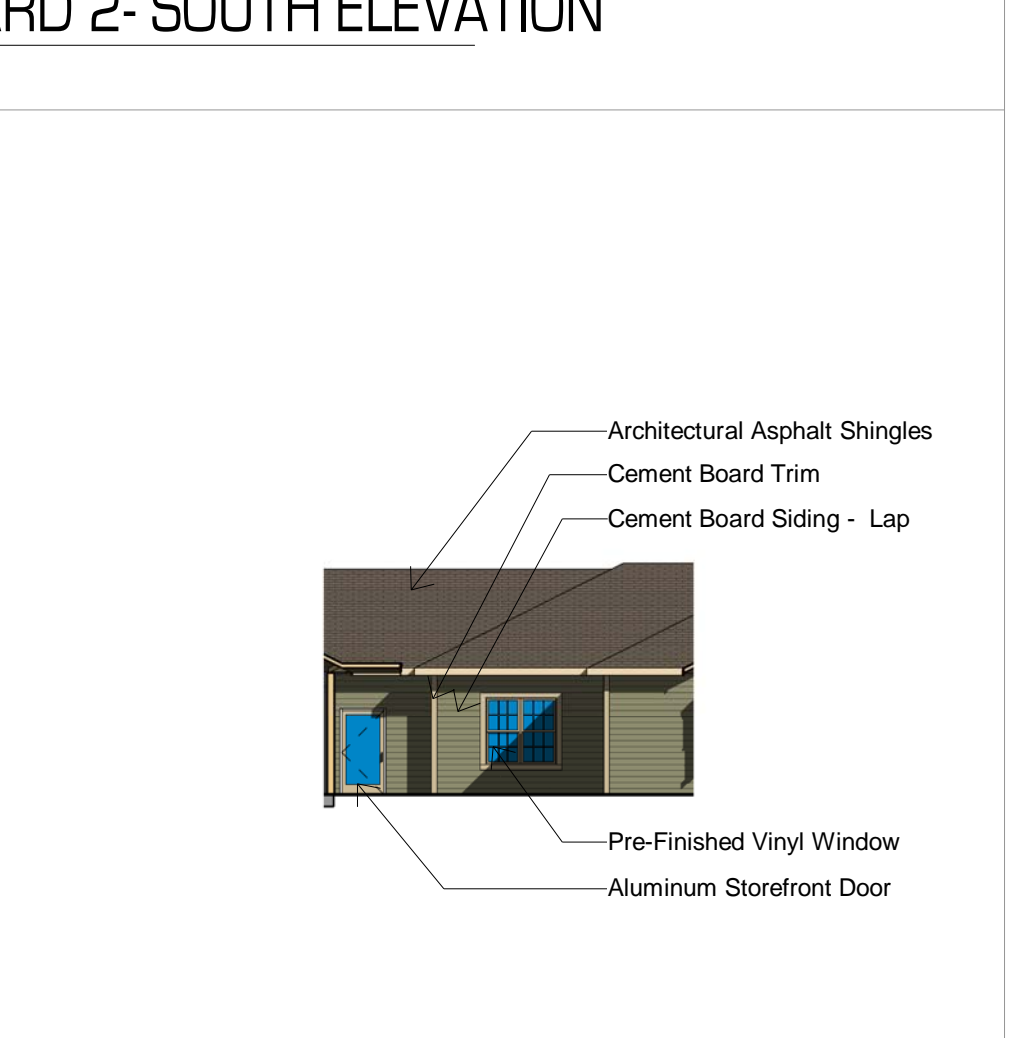 2- SOUTH ELEVATION
Architectural Asphalt Shingles
Cement Board Trim
Cement Board Siding - Lap
Pre-Finished Vinyl Window
Aluminum Storefront Door